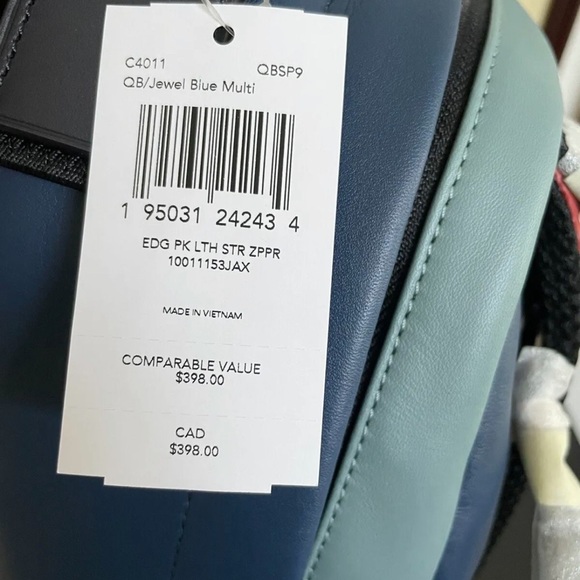 C4011 QBSP9
QB/Jewel Blue Multi
1 95031 24243 4
EDG PK LTH STR ZPPR
10011153JAX
MADE IN VIETNAM
COMPARABLE VALUE
$398.00
CAD
$398.00